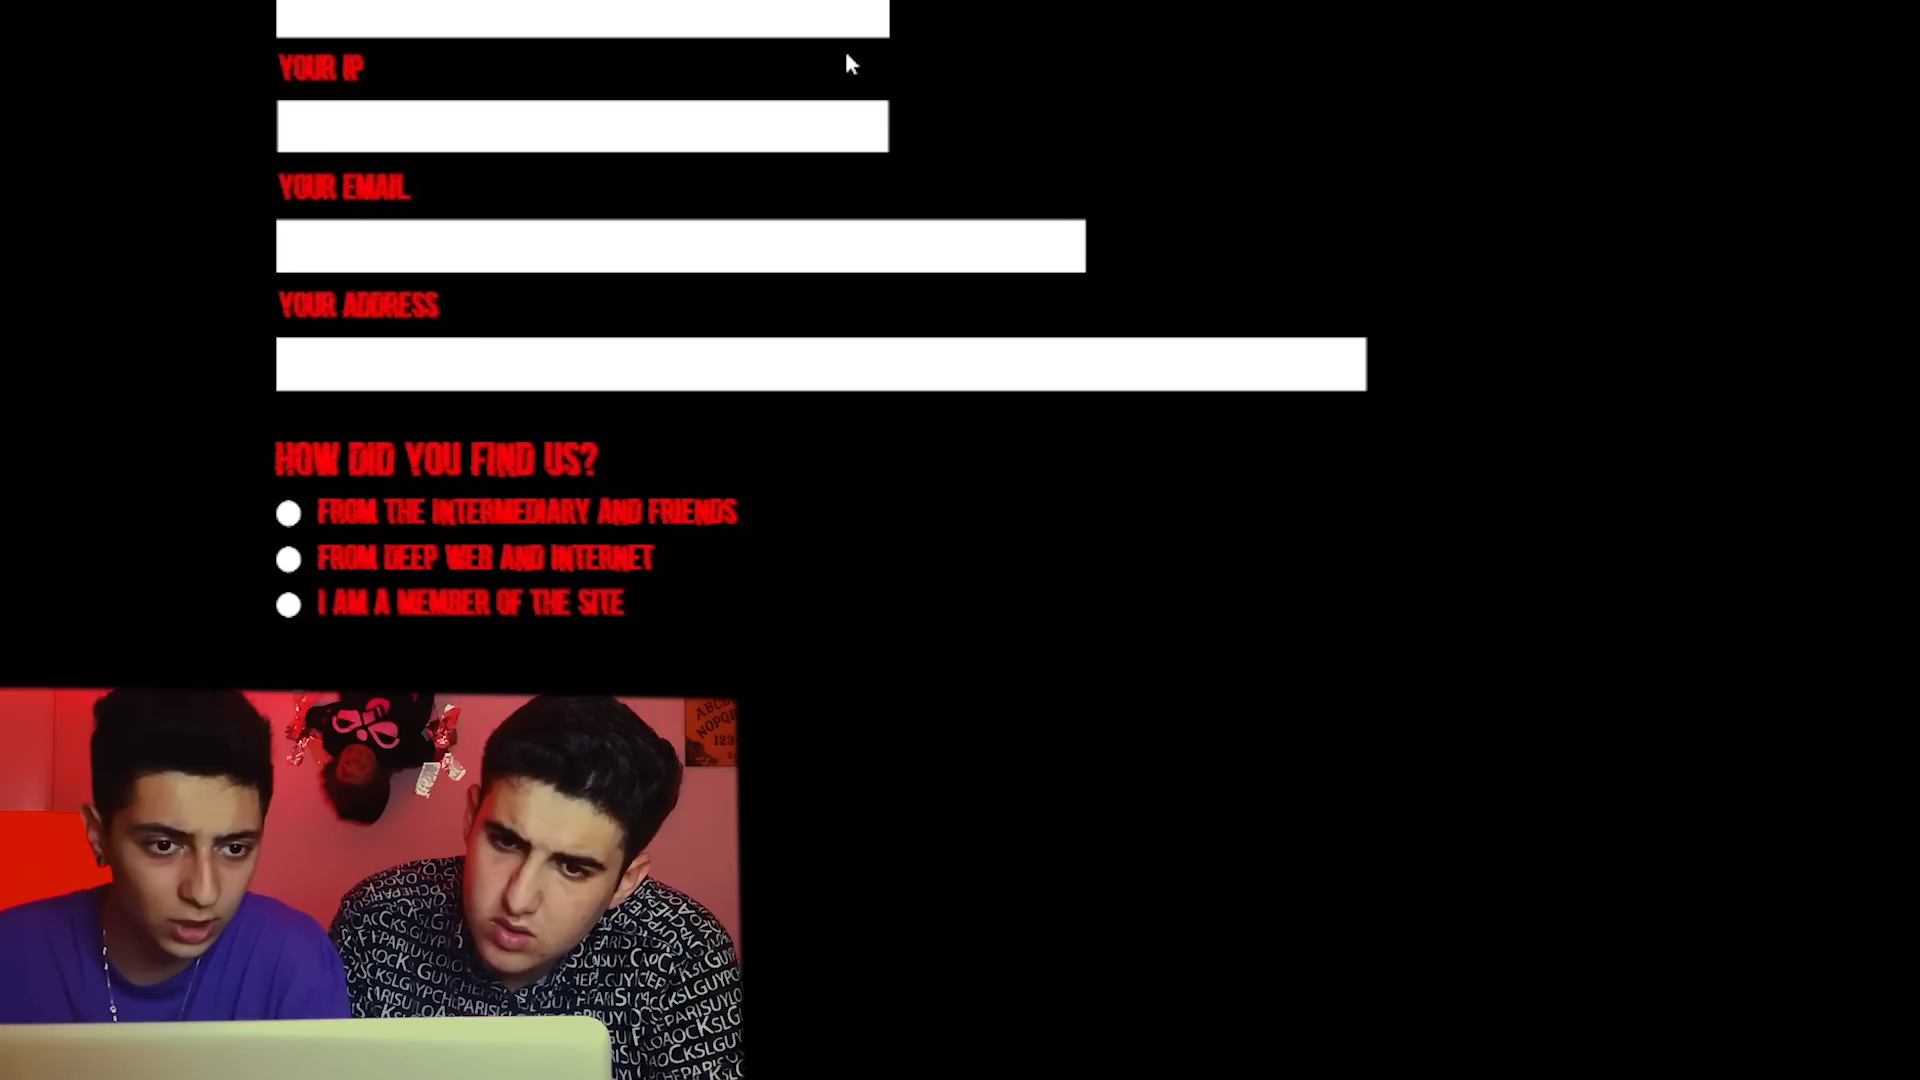 YOUR IP
YOUR EMAIL
YOUR ADDRESS
HOW DID YOU FIND US?
FROM THE INTERMEDIARY AND FRIENDS
FROM DEEP WEB AND INTERNET
I AM A MEMBER OF THE SITE